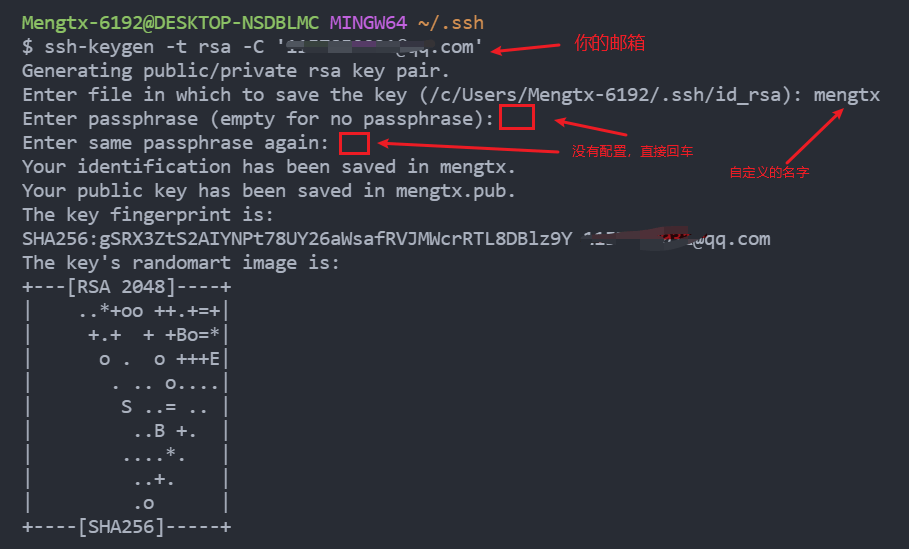 Mengtx-6192@DESKTOP-NSDBLMC MINGW64 ~/.ssh
$ ssh-keygen -t rsa -C '@qq.com' 你的邮箱
Generating public/private rsa key pair.
Enter file in which to save the key (/c/Users/Mengtx-6192/.ssh/id_rsa): mengtx
Enter passphrase (empty for no passphrase):
Enter same passphrase again: 没有配置，直接回车
Your identification has been saved in mengtx. 自定义的名字
Your public key has been saved in mengtx.pub.
The key fingerprint is:
SHA256:gSRX3ZtS2AIYNPt78UY26aWsafRVJMWcrRTL8DBlz9Y @qq.com
The key's randomart image is:
+---[RSA 2048]----+
|    ..*+oo ++.+=+|
|     +.+  + +Bo=*|
|      o .  o +++E|
|       . .. o....|
|        S ..= .. |
|         ..B +.  |
|        ....*.   |
|         ..+.    |
|         .o      |
+----[SHA256]-----+